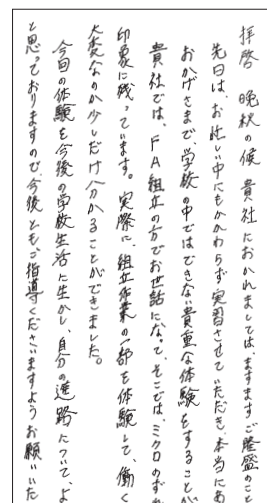 拝啓　晩秋の候　貴社におかれましては、ますますご隆盛のこと
先日は、お忙しい中にもかかわらず実習させていただき、本当にあ
おかげさまで、学校の中ではできない貴重な体験をすることが
貴社では、FA組立の方でお世話になって、そこではミクロのずれ
印象に残っています。実際に、組立作業の一部を体験して、働く
大変なのか少しだけ分かることができました。
今回の体験を今後の学校生活に生かし、自分の進路について、よ
と思っておりますので今後ともご指導くださいますようお願いいた